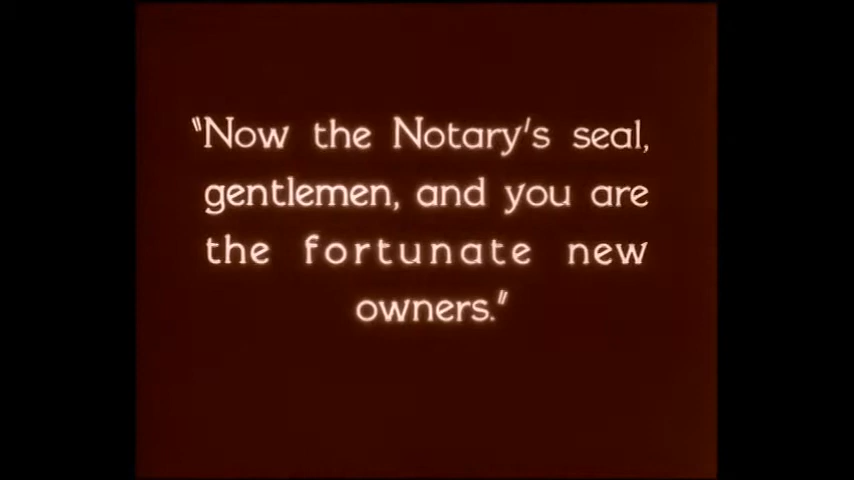 "Now the Notary's seal,
gentlemen, and you are
the fortunate new
owners."